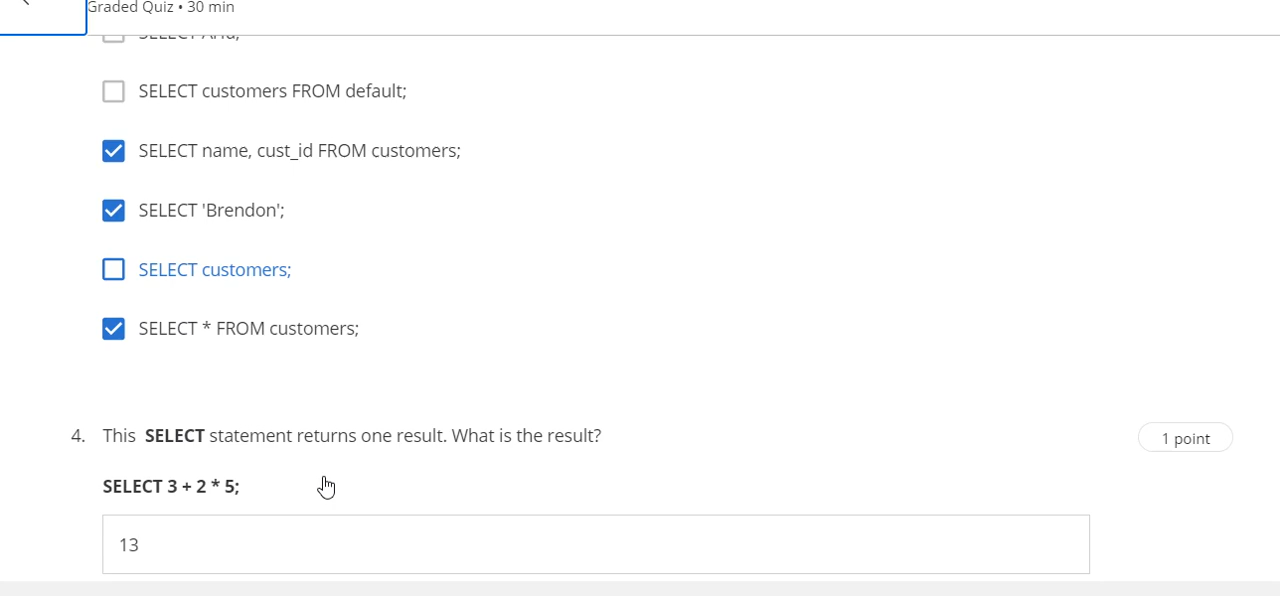 Graded Quiz • 30 min
SELECT
SELECT customers FROM default;
SELECT name, cust_id FROM customers;
SELECT 'Brendon';
SELECT customers;
SELECT * FROM customers;
4. This SELECT statement returns one result. What is the result?
1 point
SELECT 3 + 2 * 5;
13